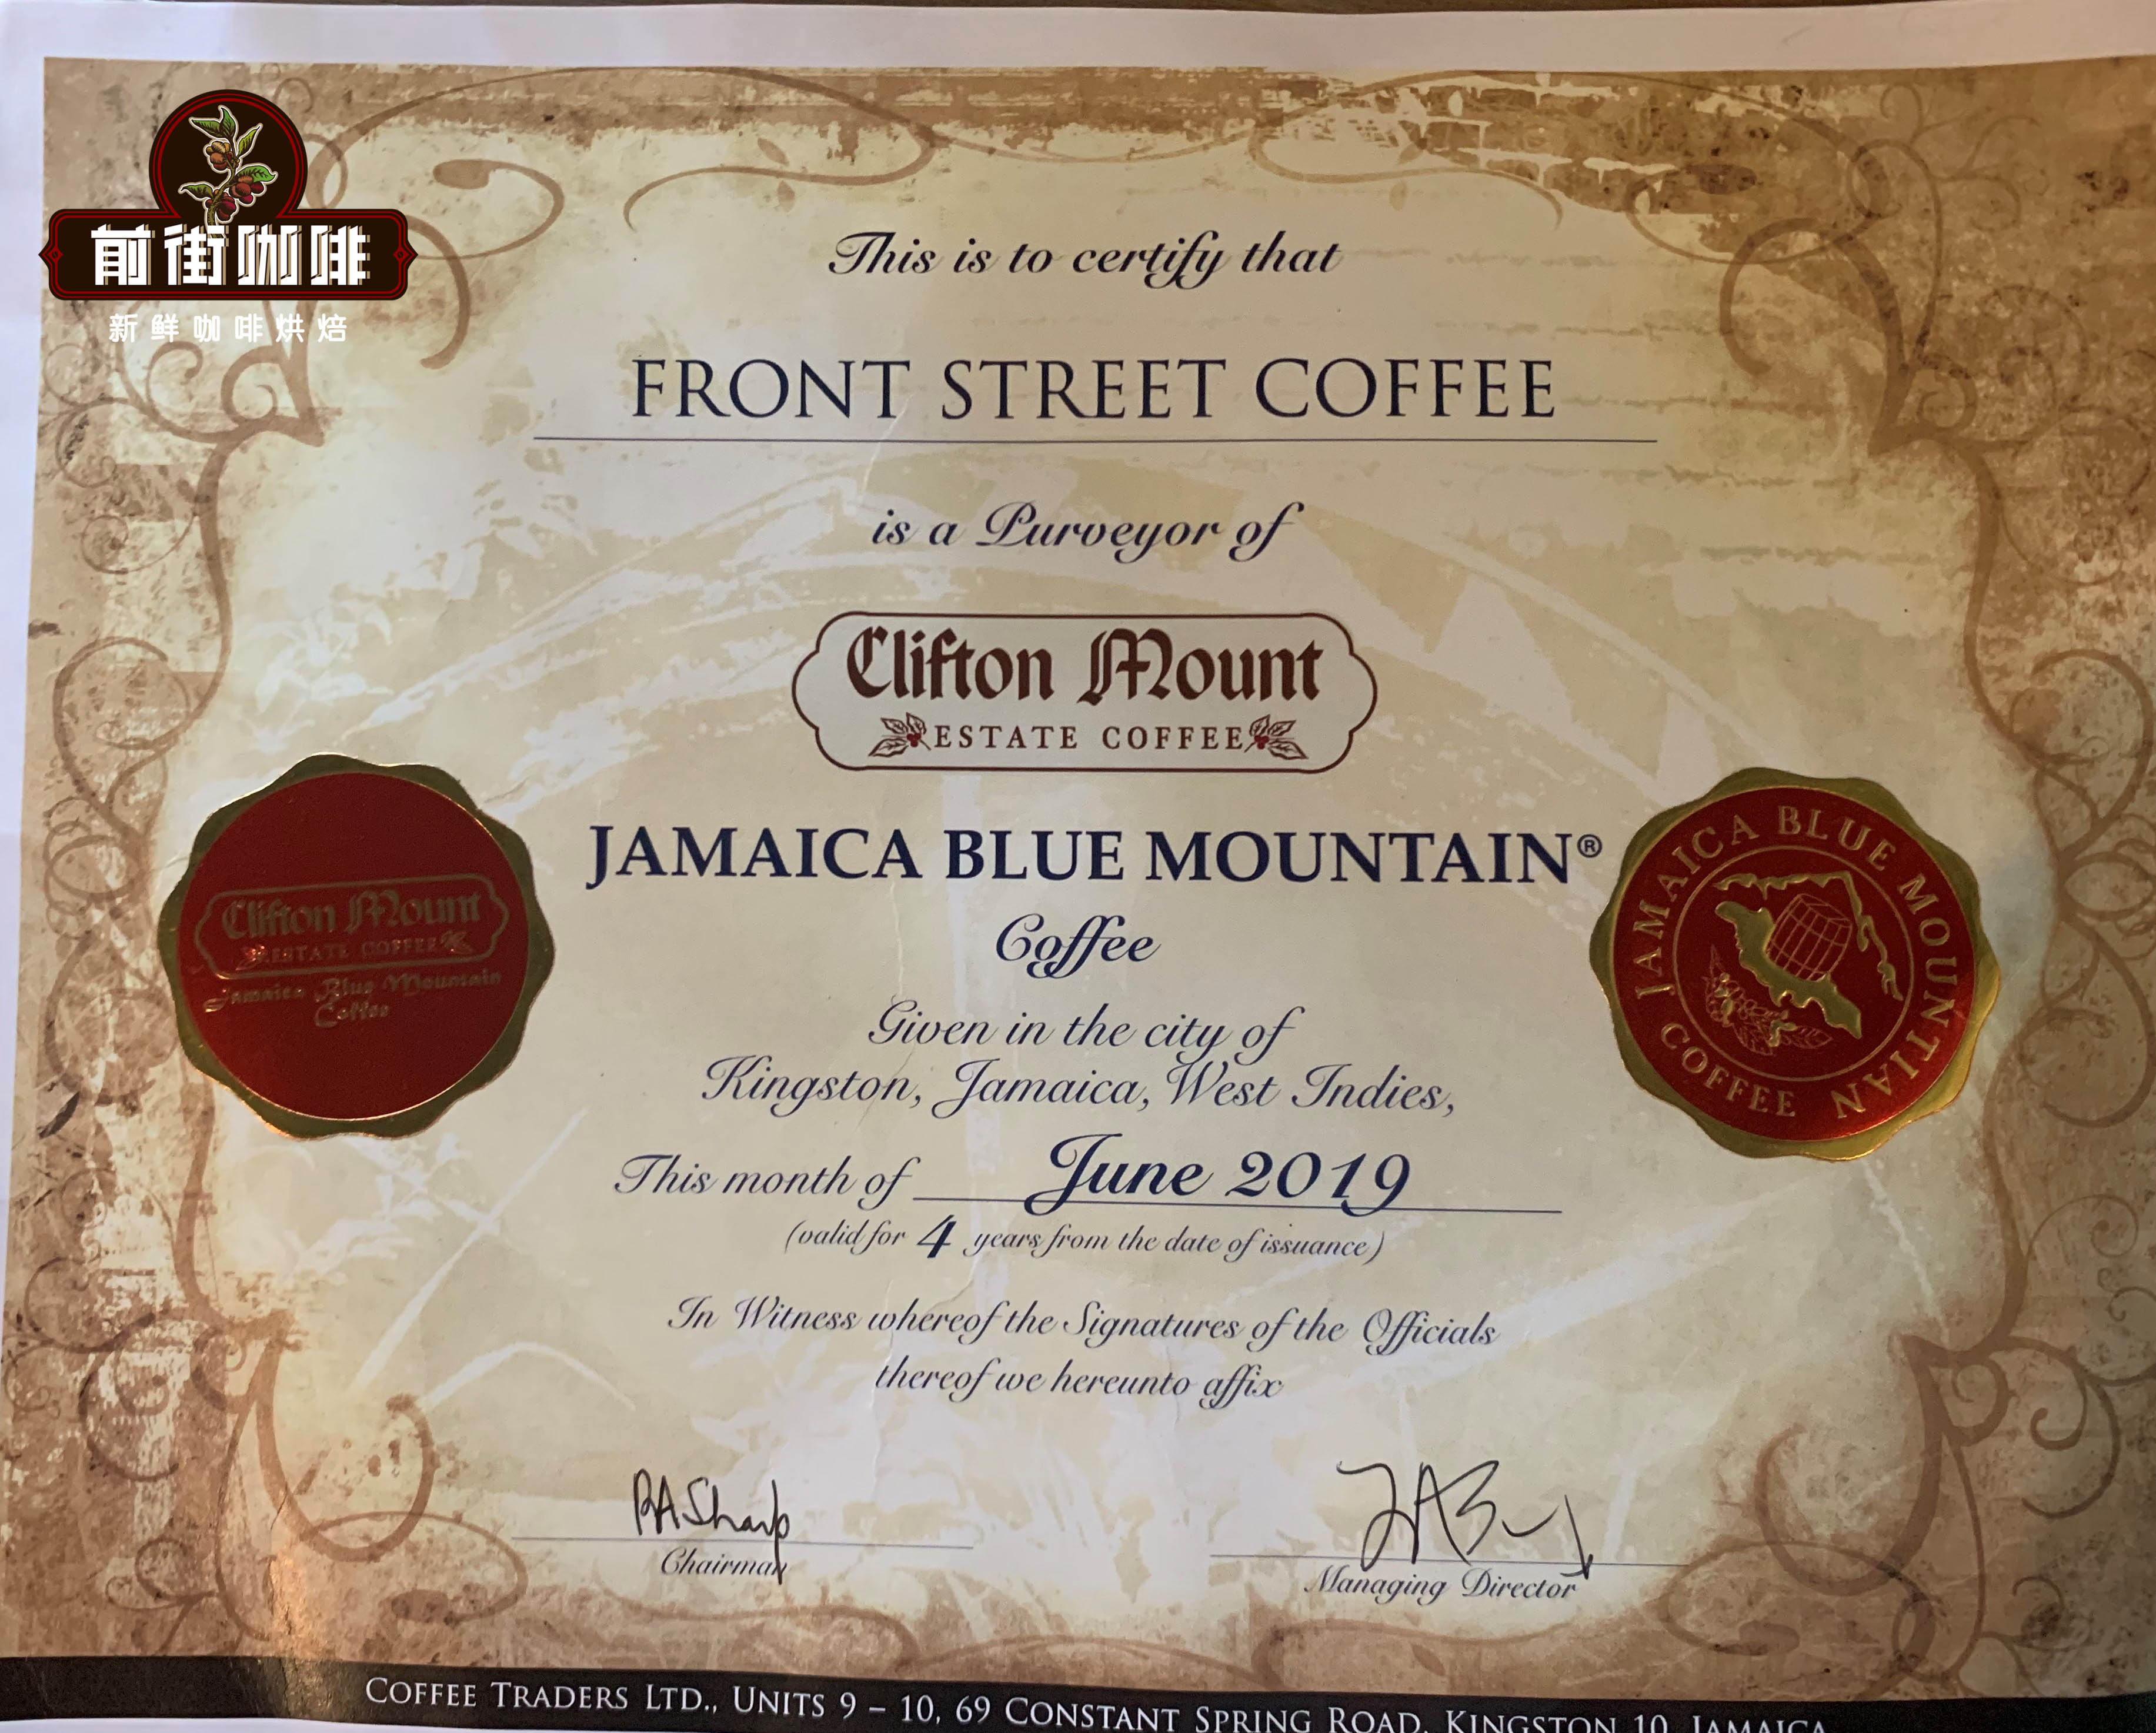 前街咖啡
新鲜咖啡烘焙
This is to certify that
FRONT STREET COFFEE
is a Purveyor of
Clifton Mount
ESTATE COFFEE
JAMAICA BLUE MOUNTAIN®
Coffee
Given in the city of
Kingston, Jamaica, West Indies,
This month of June 2019
(valid for 4 years from the date of issuance)
In Witness whereof the Signatures of the Officials
thereof we hereunto affix
Clifton Mount
ESTATE COFFEE
Jamaica Blue Mountain
Coffee
JAMAICA BLUE MOUNTIAN
COFFEE
RASharp
Chairman
Managing Director
COFFEE TRADERS LTD., UNITS 9 – 10, 69 CONSTANT SPRING ROAD, KINGSTON 10, JAMAICA